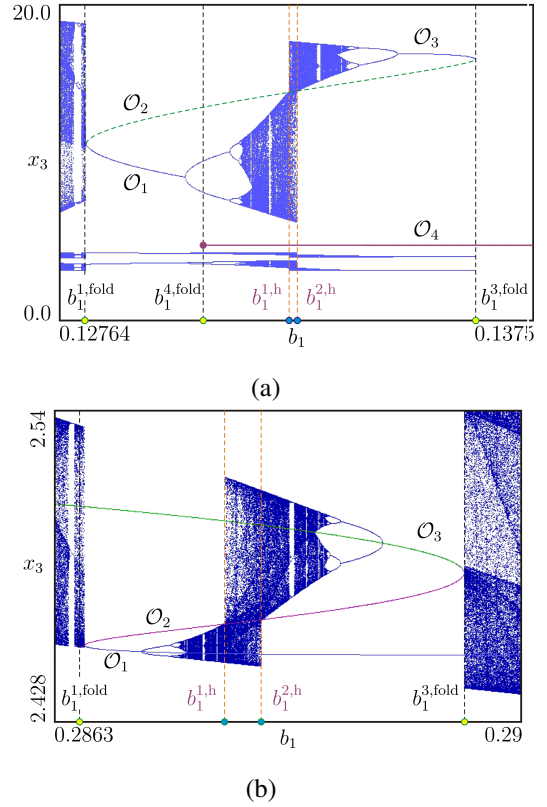 20.0
𝒪₃
𝒪₂
x₃
𝒪₁
𝒪₄
b₁^{1,fold} b₁^{4,fold} b₁^{1,h} b₁^{2,h} b₁^{3,fold}
0.0
0.12764 b₁ 0.1375
(a)
2.54
x₃
𝒪₃
𝒪₂
𝒪₁
b₁^{1,fold} b₁^{1,h} b₁^{2,h} b₁^{3,fold}
2.428
0.2863 b₁ 0.29
(b)